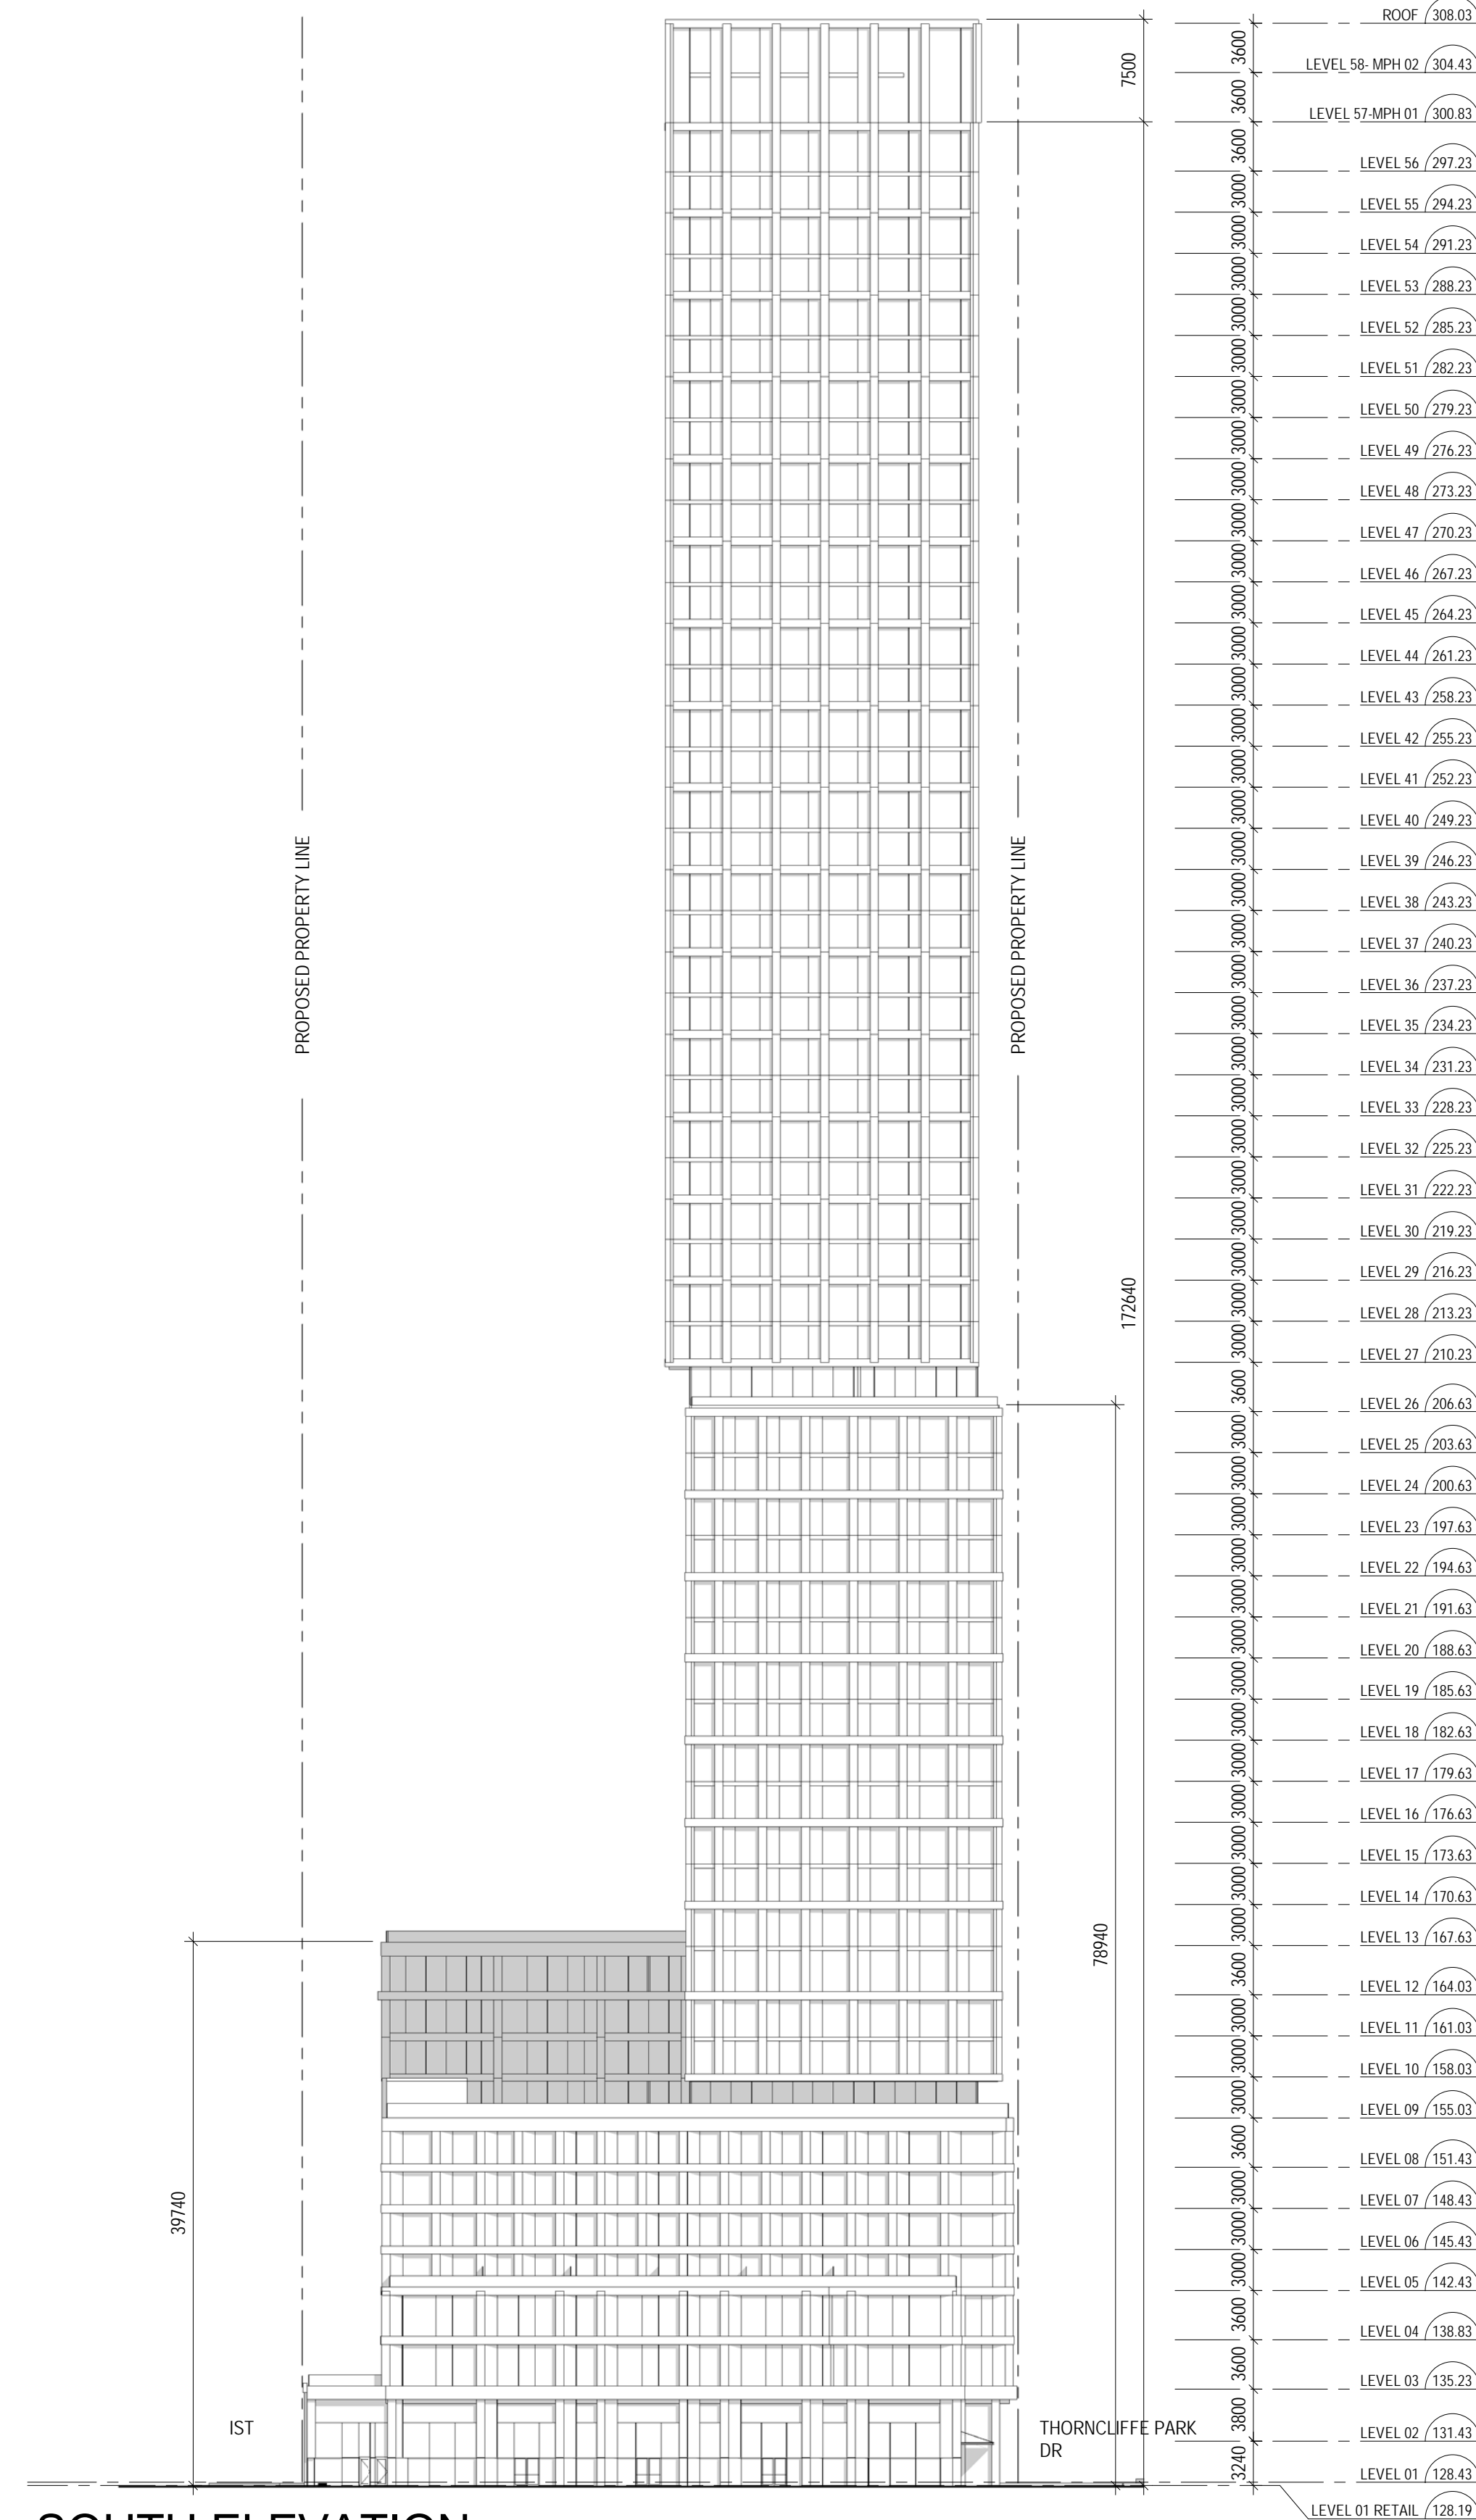 ROOF 308.03
3600
7500
LEVEL 58- MPH 02 304.43
3600
LEVEL 57-MPH 01 300.83
3600
LEVEL 56 297.23
3000
LEVEL 55 294.23
3000
LEVEL 54 291.23
3000
LEVEL 53 288.23
3000
LEVEL 52 285.23
3000
LEVEL 51 282.23
3000
LEVEL 50 279.23
3000
LEVEL 49 276.23
3000
LEVEL 48 273.23
3000
LEVEL 47 270.23
3000
LEVEL 46 267.23
3000
LEVEL 45 264.23
3000
LEVEL 44 261.23
3000
LEVEL 43 258.23
3000
LEVEL 42 255.23
3000
LEVEL 41 252.23
3000
LEVEL 40 249.23
3000
LEVEL 39 246.23
3000
PROPOSED PROPERTY LINE
PROPOSED PROPERTY LINE
LEVEL 38 243.23
3000
LEVEL 37 240.23
3000
LEVEL 36 237.23
3000
LEVEL 35 234.23
3000
LEVEL 34 231.23
3000
LEVEL 33 228.23
3000
LEVEL 32 225.23
3000
LEVEL 31 222.23
3000
LEVEL 30 219.23
3000
LEVEL 29 216.23
3000
172640
LEVEL 28 213.23
3000
LEVEL 27 210.23
3600
LEVEL 26 206.63
3000
LEVEL 25 203.63
3000
LEVEL 24 200.63
3000
LEVEL 23 197.63
3000
LEVEL 22 194.63
3000
LEVEL 21 191.63
3000
LEVEL 20 188.63
3000
LEVEL 19 185.63
3000
LEVEL 18 182.63
3000
LEVEL 17 179.63
3000
LEVEL 16 176.63
3000
LEVEL 15 173.63
3000
LEVEL 14 170.63
3000
LEVEL 13 167.63
78940
3600
LEVEL 12 164.03
3000
LEVEL 11 161.03
3000
LEVEL 10 158.03
3000
LEVEL 09 155.03
3600
LEVEL 08 151.43
3000
LEVEL 07 148.43
39740
3000
LEVEL 06 145.43
3000
LEVEL 05 142.43
3600
LEVEL 04 138.83
3600
LEVEL 03 135.23
3800
IST
THORNCLIFFE PARK
DR
LEVEL 02 131.43
3240
LEVEL 01 128.43
LEVEL 01 RETAIL 128.19
SOUTH ELEVATION